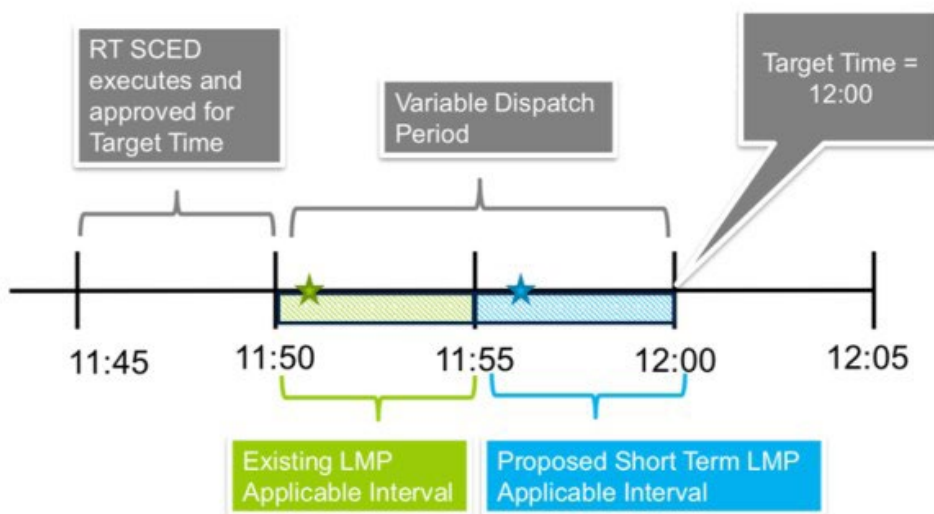 RT SCED
executes and
approved for
Target Time
Variable Dispatch
Period
Target Time =
12:00
11:45
11:50
11:55
12:00
12:05
Existing LMP
Applicable Interval
Proposed Short Term LMP
Applicable Interval